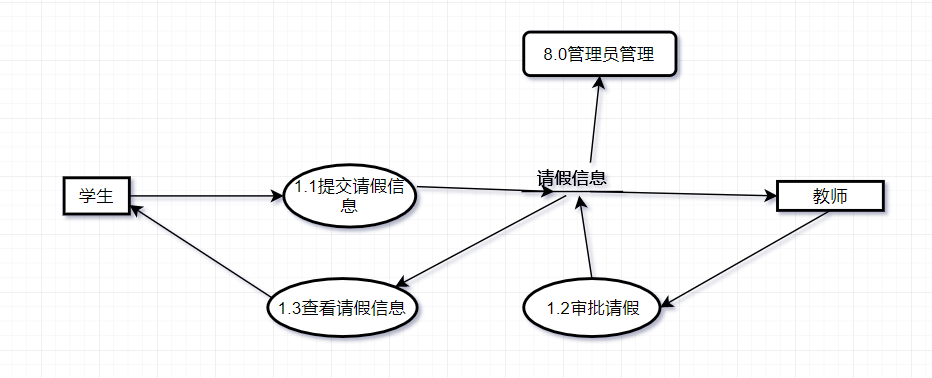 8.0管理员管理
请假信息
学生
1.1提交请假信
息
教师
1.3查看请假信息
1.2审批请假